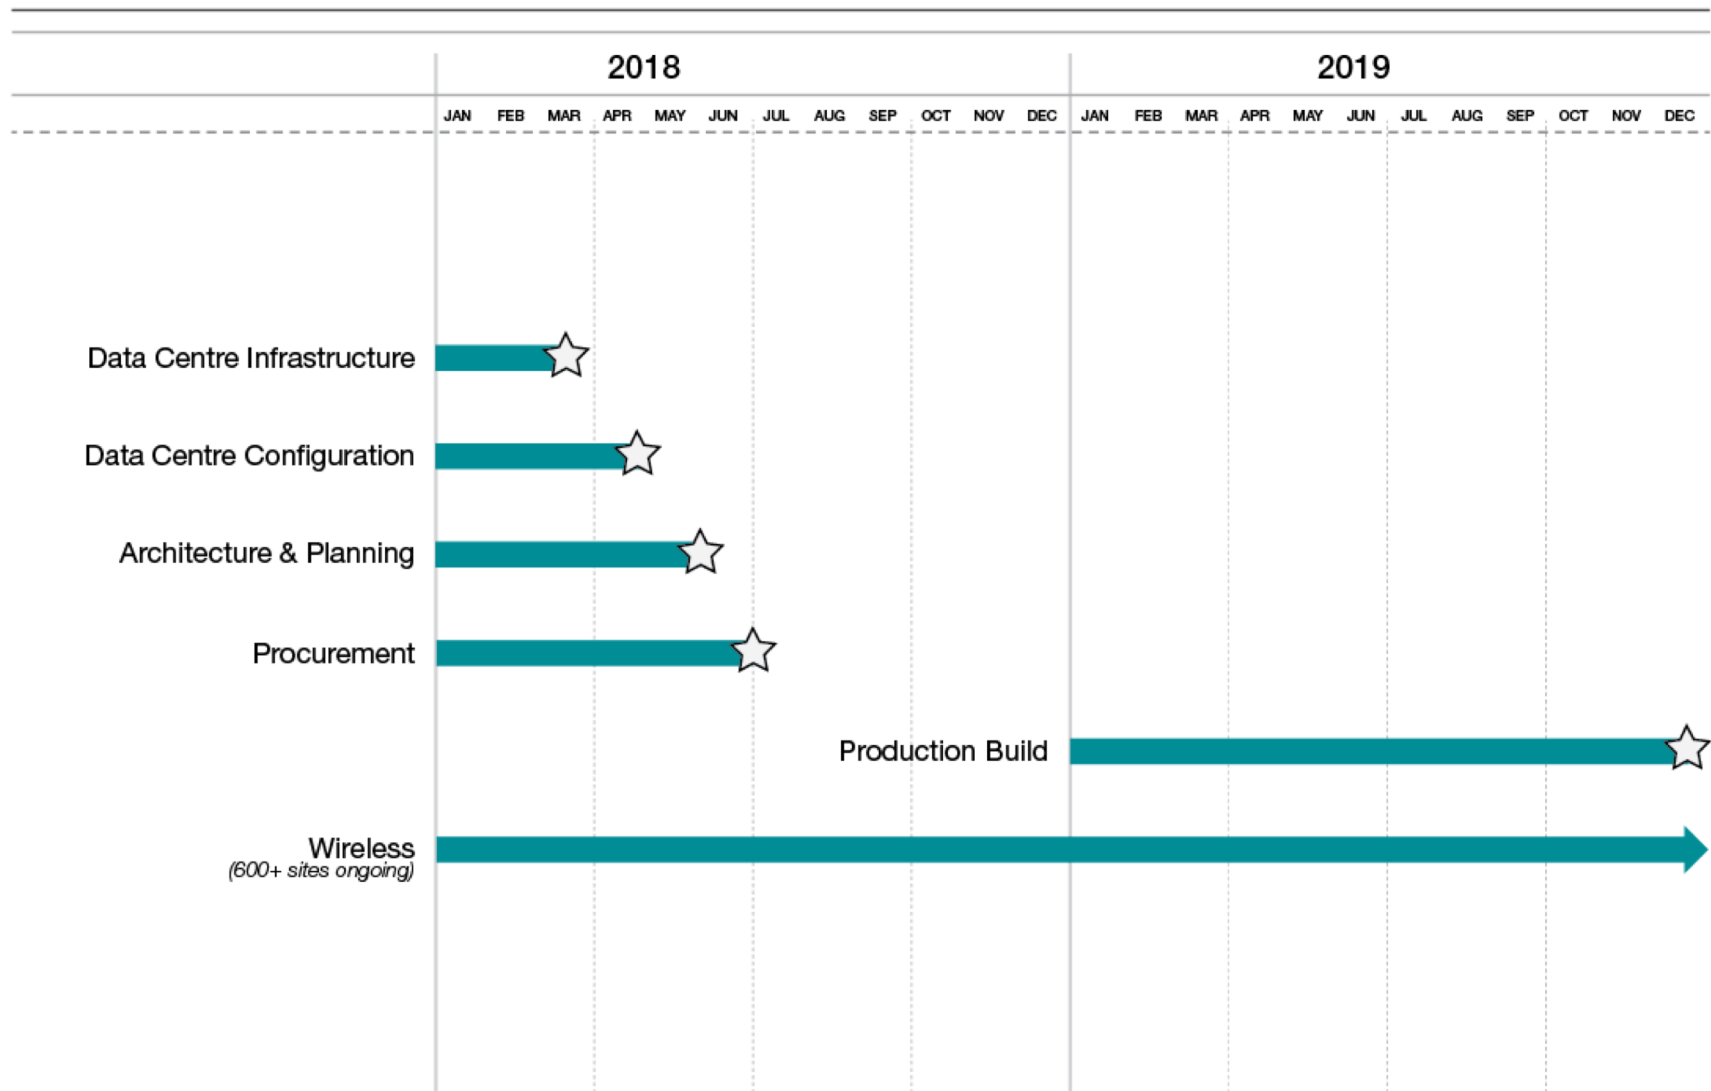 2018 2019
JAN FEB MAR APR MAY JUN JUL AUG SEP OCT NOV DEC JAN FEB MAR APR MAY JUN JUL AUG SEP OCT NOV DEC
Data Centre Infrastructure
Data Centre Configuration
Architecture & Planning
Procurement
Production Build
Wireless
(600+ sites ongoing)